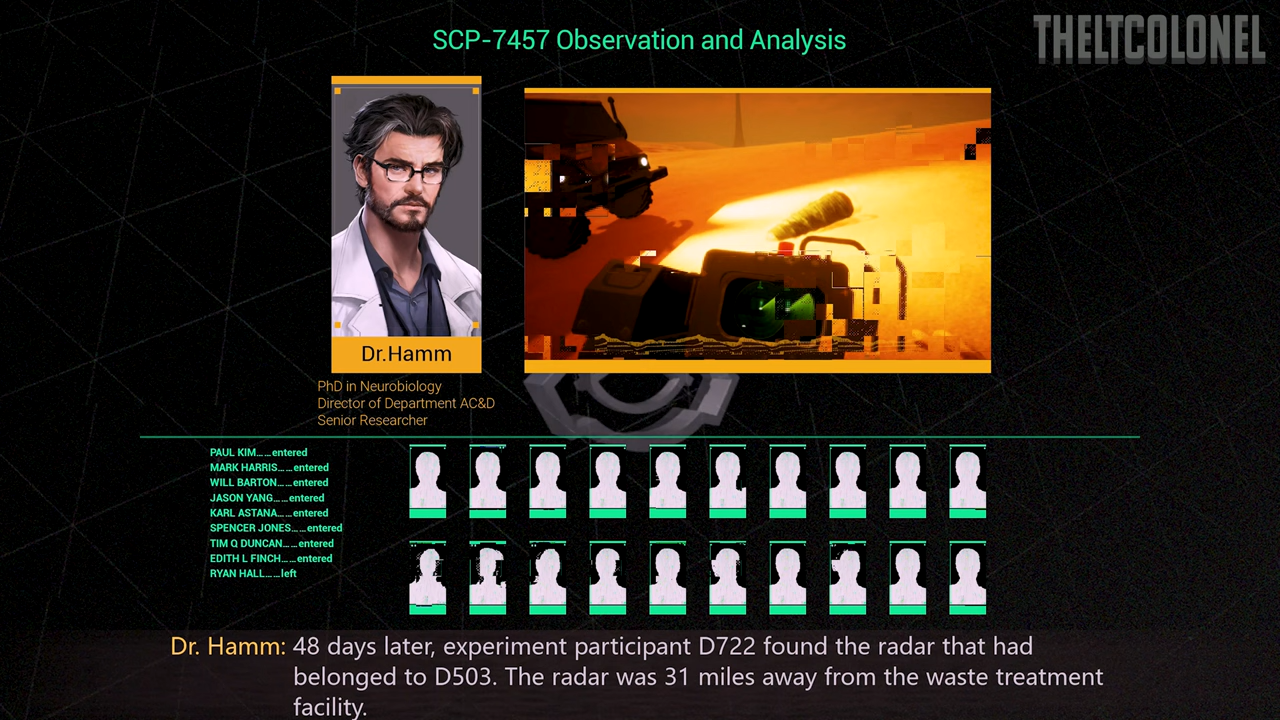 SCP-7457 Observation and Analysis
THELTCOLONEL
Dr.Hamm
PhD in Neurobiology
Director of Department AC&D
Senior Researcher
PAUL KIM......entered
MARK HARRIS......entered
WILL BARTON......entered
JASON YANG......entered
KARL ASTANA......entered
SPENCER JONES......entered
TIM Q DUNCAN......entered
EDITH L FINCH......entered
RYAN HALL......left
Dr. Hamm: 48 days later, experiment participant D722 found the radar that had
belonged to D503. The radar was 31 miles away from the waste treatment
facility.